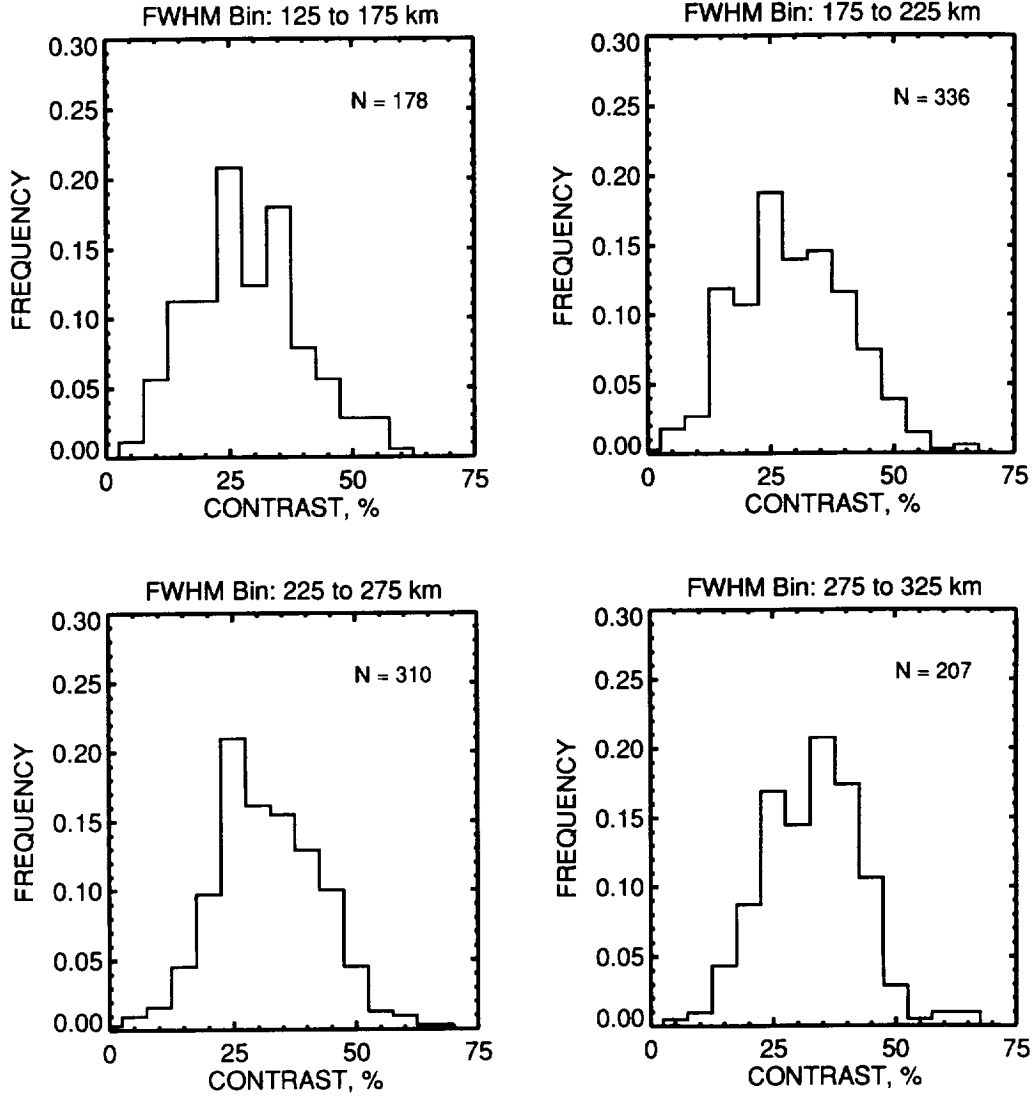 FWHM Bin: 125 to 175 km
0.30
0.25
0.20
0.15
0.10
0.05
0.00
FREQUENCY
N = 178
0 25 50 75
CONTRAST, %
FWHM Bin: 175 to 225 km
0.30
0.25
0.20
0.15
0.10
0.05
0.00
FREQUENCY
N = 336
0 25 50 75
CONTRAST, %
FWHM Bin: 225 to 275 km
0.30
0.25
0.20
0.15
0.10
0.05
0.00
FREQUENCY
N = 310
0 25 50 75
CONTRAST, %
FWHM Bin: 275 to 325 km
0.30
0.25
0.20
0.15
0.10
0.05
0.00
FREQUENCY
N = 207
0 25 50 75
CONTRAST, %